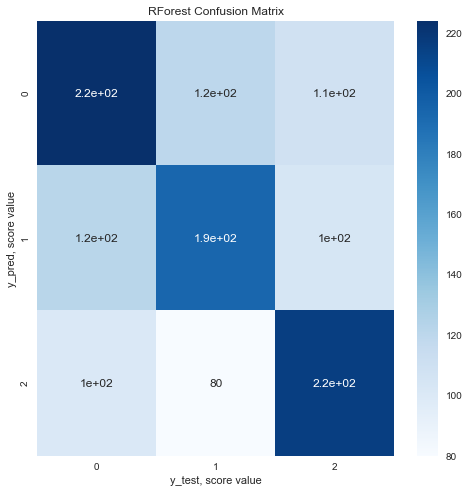 RForest Confusion Matrix
0
2.2e+02 1.2e+02 1.1e+02
1
1.2e+02 1.9e+02 1e+02
2
1e+02 80 2.2e+02
y_pred, score value
0 1 2
y_test, score value
220
200
180
160
140
120
100
80